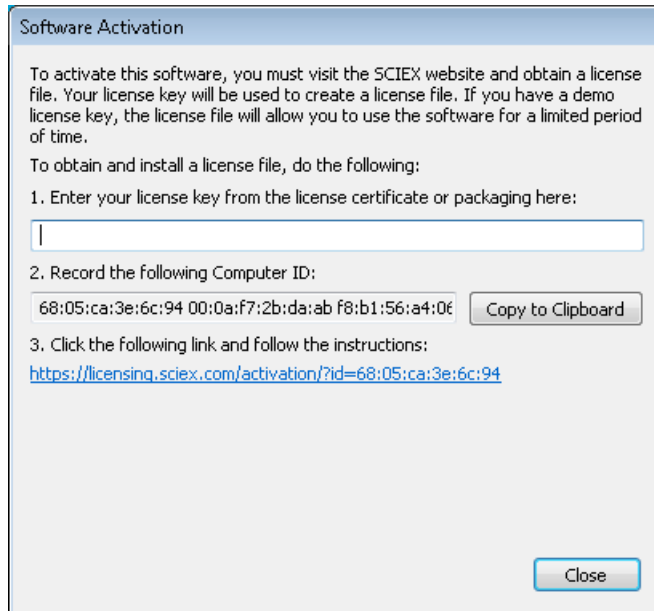 Software Activation
To activate this software, you must visit the SCIEX website and obtain a license
file. Your license key will be used to create a license file. If you have a demo
license key, the license file will allow you to use the software for a limited period
of time.
To obtain and install a license file, do the following:
1. Enter your license key from the license certificate or packaging here:
2. Record the following Computer ID:
68:05:ca:3e:6c:94 00:0a:f7:2b:da:ab f8:b1:56:a4:06
Copy to Clipboard
3. Click the following link and follow the instructions:
https://licensing.sciex.com/activation/?id=68:05:ca:3e:6c:94
Close